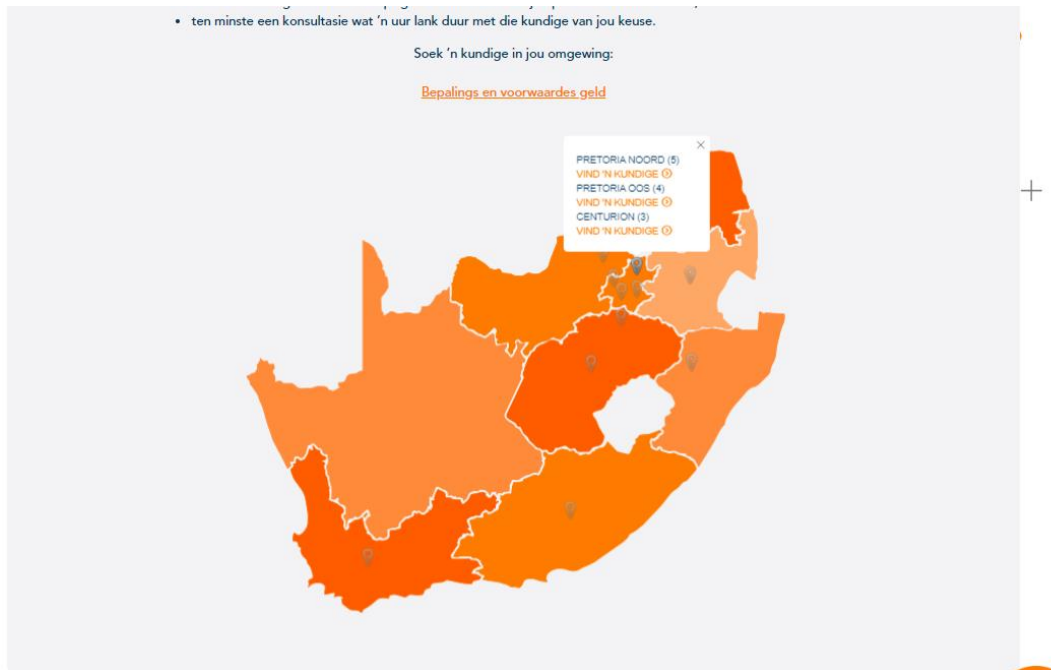 • ten minste een konsultasie wat ’n uur lank duur met die kundige van jou keuse.
Soek ’n kundige in jou omgewing:
Bepalings en voorwaardes geld
PRETORIA NOORD (5)
VIND 'N KUNDIGE
PRETORIA OOS (4)
VIND 'N KUNDIGE
CENTURION (3)
VIND 'N KUNDIGE